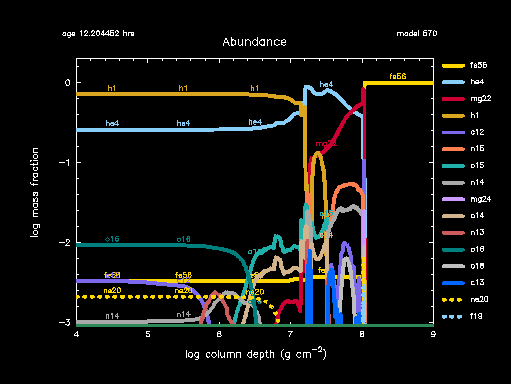 age 12.204452 hrs
model 670
Abundance
fe56
he4
mg22
h1
c12
n15
o15
n14
mg24
o14
n13
o16
o18
c13
ne20
f19
fe56
he4
h1 h1 h1
he4 he4 he4
o16 o16
fe56 fe56
ne20 ne20 ne20
n14 n14
0
-1
-2
-3
4 5 6 7 8 9
log mass fraction
log column depth (g cm-2)